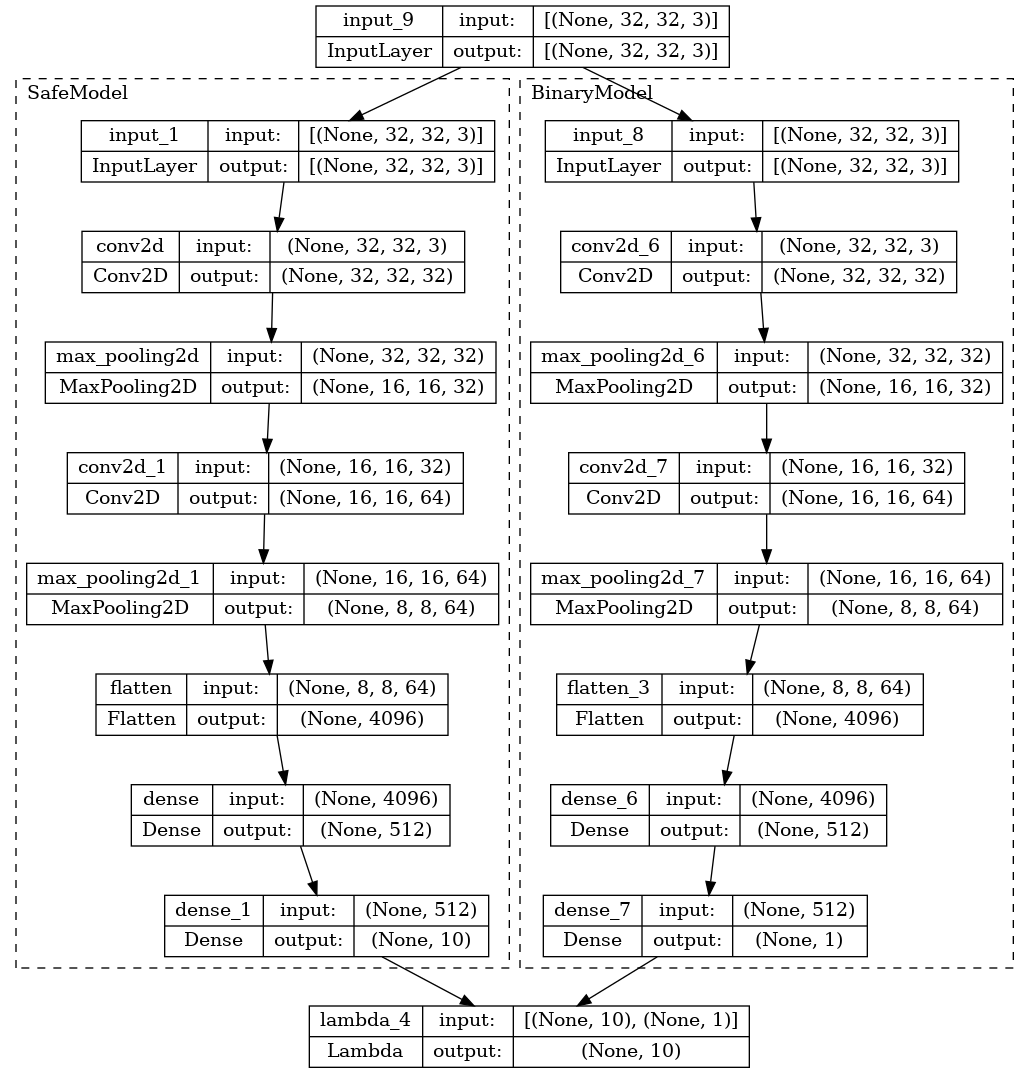 input_9 input: [(None, 32, 32, 3)]
InputLayer output: [(None, 32, 32, 3)]
SafeModel
input_1 input: [(None, 32, 32, 3)]
InputLayer output: [(None, 32, 32, 3)]
conv2d input: (None, 32, 32, 3)
Conv2D output: (None, 32, 32, 32)
max_pooling2d input: (None, 32, 32, 32)
MaxPooling2D output: (None, 16, 16, 32)
conv2d_1 input: (None, 16, 16, 32)
Conv2D output: (None, 16, 16, 64)
max_pooling2d_1 input: (None, 16, 16, 64)
MaxPooling2D output: (None, 8, 8, 64)
flatten input: (None, 8, 8, 64)
Flatten output: (None, 4096)
dense input: (None, 4096)
Dense output: (None, 512)
dense_1 input: (None, 512)
Dense output: (None, 10)
BinaryModel
input_8 input: [(None, 32, 32, 3)]
InputLayer output: [(None, 32, 32, 3)]
conv2d_6 input: (None, 32, 32, 3)
Conv2D output: (None, 32, 32, 32)
max_pooling2d_6 input: (None, 32, 32, 32)
MaxPooling2D output: (None, 16, 16, 32)
conv2d_7 input: (None, 16, 16, 32)
Conv2D output: (None, 16, 16, 64)
max_pooling2d_7 input: (None, 16, 16, 64)
MaxPooling2D output: (None, 8, 8, 64)
flatten_3 input: (None, 8, 8, 64)
Flatten output: (None, 4096)
dense_6 input: (None, 4096)
Dense output: (None, 512)
dense_7 input: (None, 512)
Dense output: (None, 1)
lambda_4 input: [(None, 10), (None, 1)]
Lambda output: (None, 10)